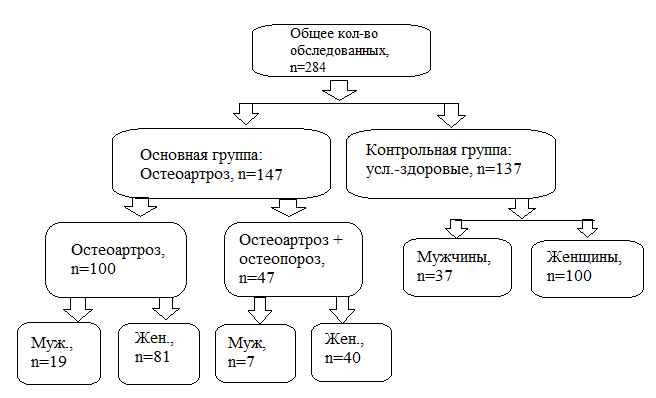 Общее кол-во
обследованных,
n=284
Основная группа:
Остеоартроз, n=147
Контрольная группа:
усл.-здоровые, n=137
Остеоартроз,
n=100
Остеоартроз +
остеопороз,
n=47
Мужчины,
n=37
Женщины,
n=100
Муж.,
n=19
Жен.,
n=81
Муж,
n=7
Жен.,
n=40